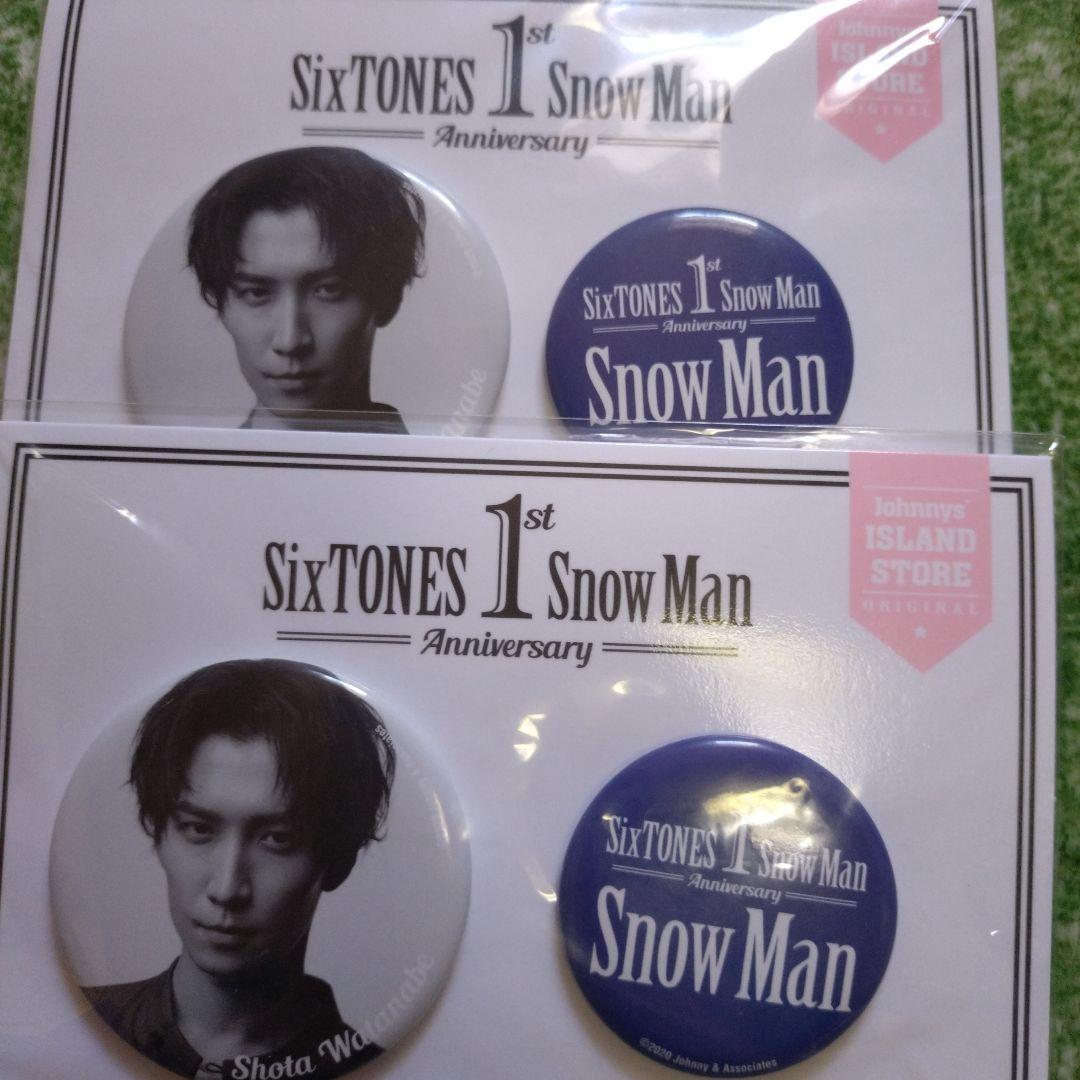 SixTONES 1st Snow Man
Anniversary
Johnnys'
ISLAND
STORE
ORIGINAL
SixTONES 1st Snow Man
Anniversary
Snow Man
SixTONES 1st Snow Man
Anniversary
Johnnys'
ISLAND
STORE
ORIGINAL
Shota Watanabe
SixTONES 1st Snow Man
Anniversary
Snow Man
©2020 Johnny & Associates